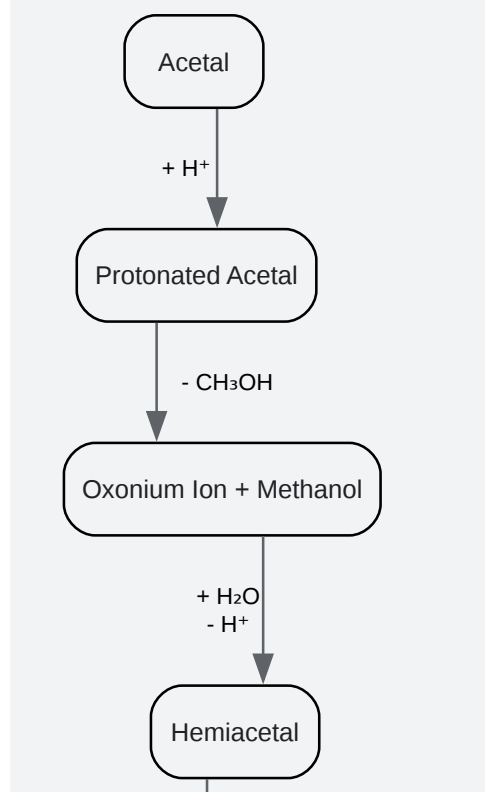 Acetal
+ H⁺
Protonated Acetal
- CH₃OH
Oxonium Ion + Methanol
+ H₂O
- H⁺
Hemiacetal